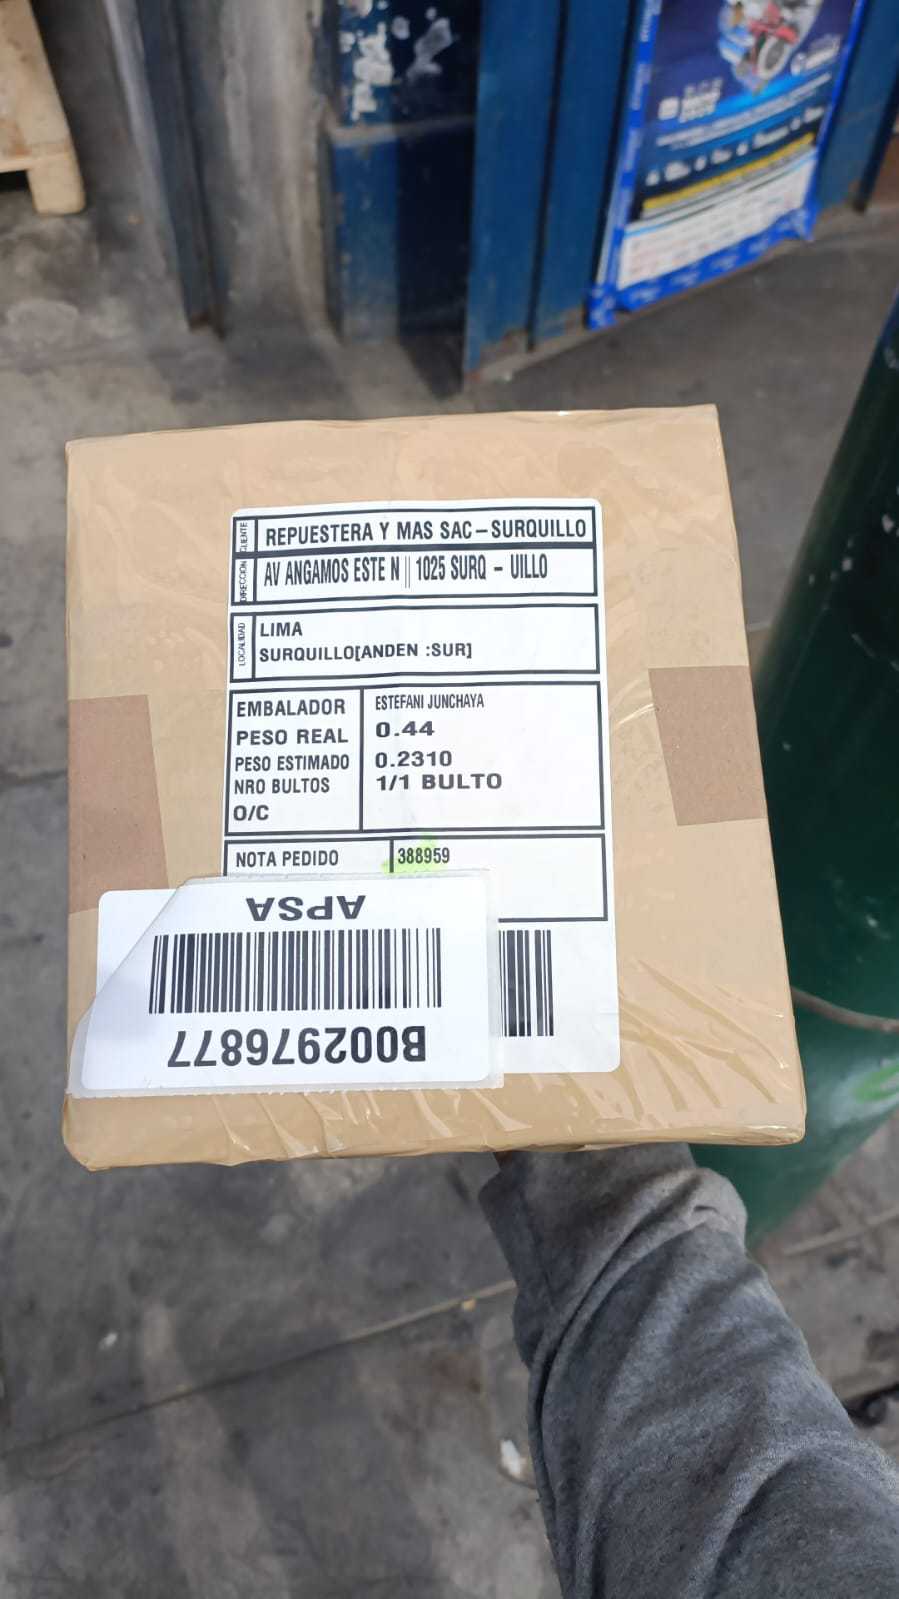 CLIENTE REPUESTERA Y MAS SAC-SURQUILLO
DIRECCION AV ANGAMOS ESTE N || 1025 SURQ - UILLO
LOCALIDAD LIMA
SURQUILLO[ANDEN :SUR]
EMBALADOR ESTEFANI JUNCHAYA
PESO REAL 0.44
PESO ESTIMADO 0.2310
NRO BULTOS 1/1 BULTO
O/C
NOTA PEDIDO 388959
APSA
B002976877